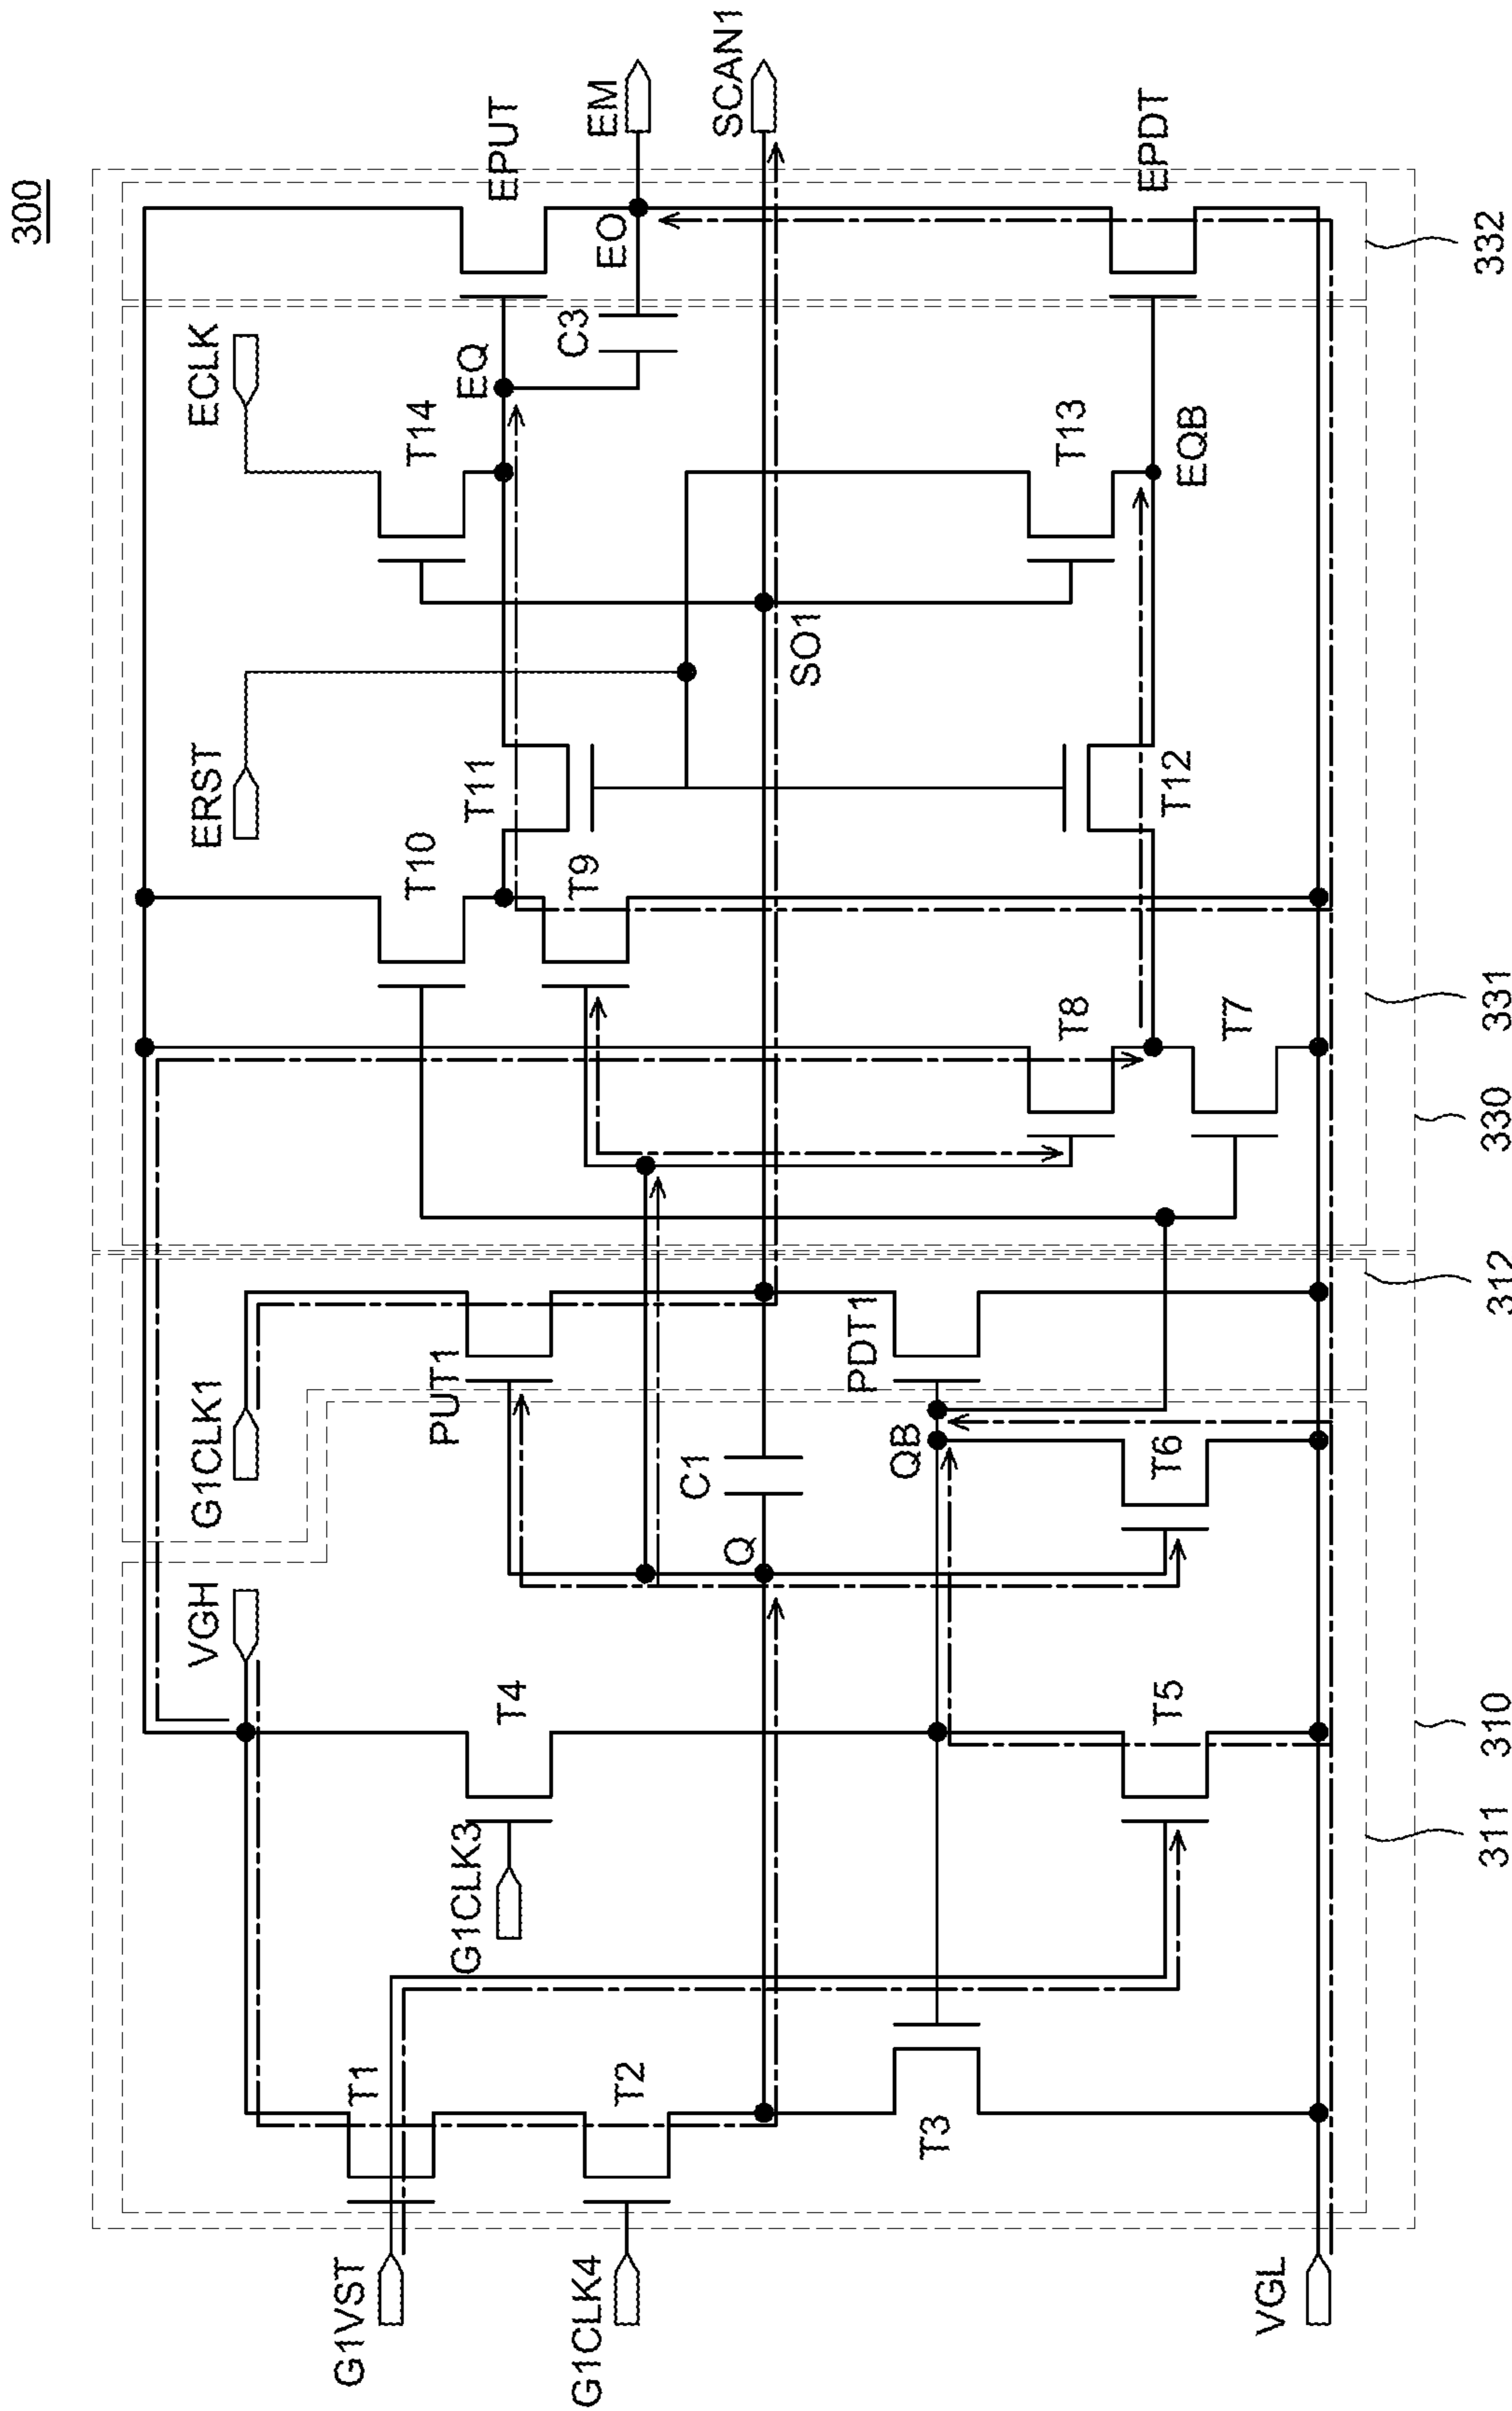 300
G1VST
G1CLK4
VGL
T1
T2
T3
VGH
G1CLK3
T4
T5
G1CLK1
PUT1
C1
Q
QB
PDT1
T6
T10
T9
T8
T7
ERST
T11
T12
ECLK
T14
T13
EQ
EQB
C3
SO1
EO
EPUT
EPDT
EM
SCAN1
311
310
312
330
331
332